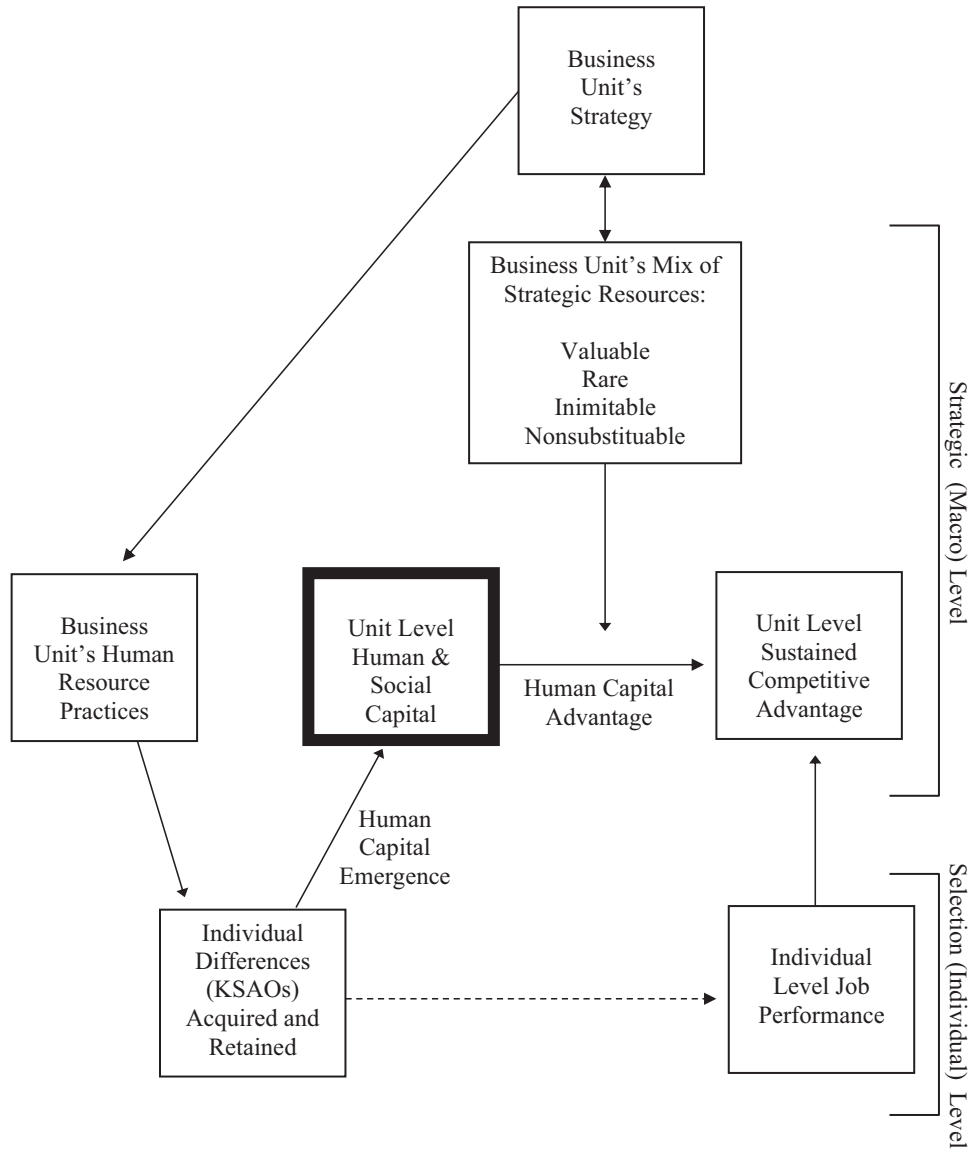 Business
Unit's
Strategy
Business Unit's Mix of
Strategic Resources:
Valuable
Rare
Inimitable
Nonsubstituable
Strategic (Macro) Level
Business
Unit's Human
Resource
Practices
Unit Level
Human &
Social
Capital
Human Capital
Advantage
Unit Level
Sustained
Competitive
Advantage
Human
Capital
Emergence
Individual
Differences
(KSAOs)
Acquired and
Retained
Individual
Level Job
Performance
Selection (Individual) Level